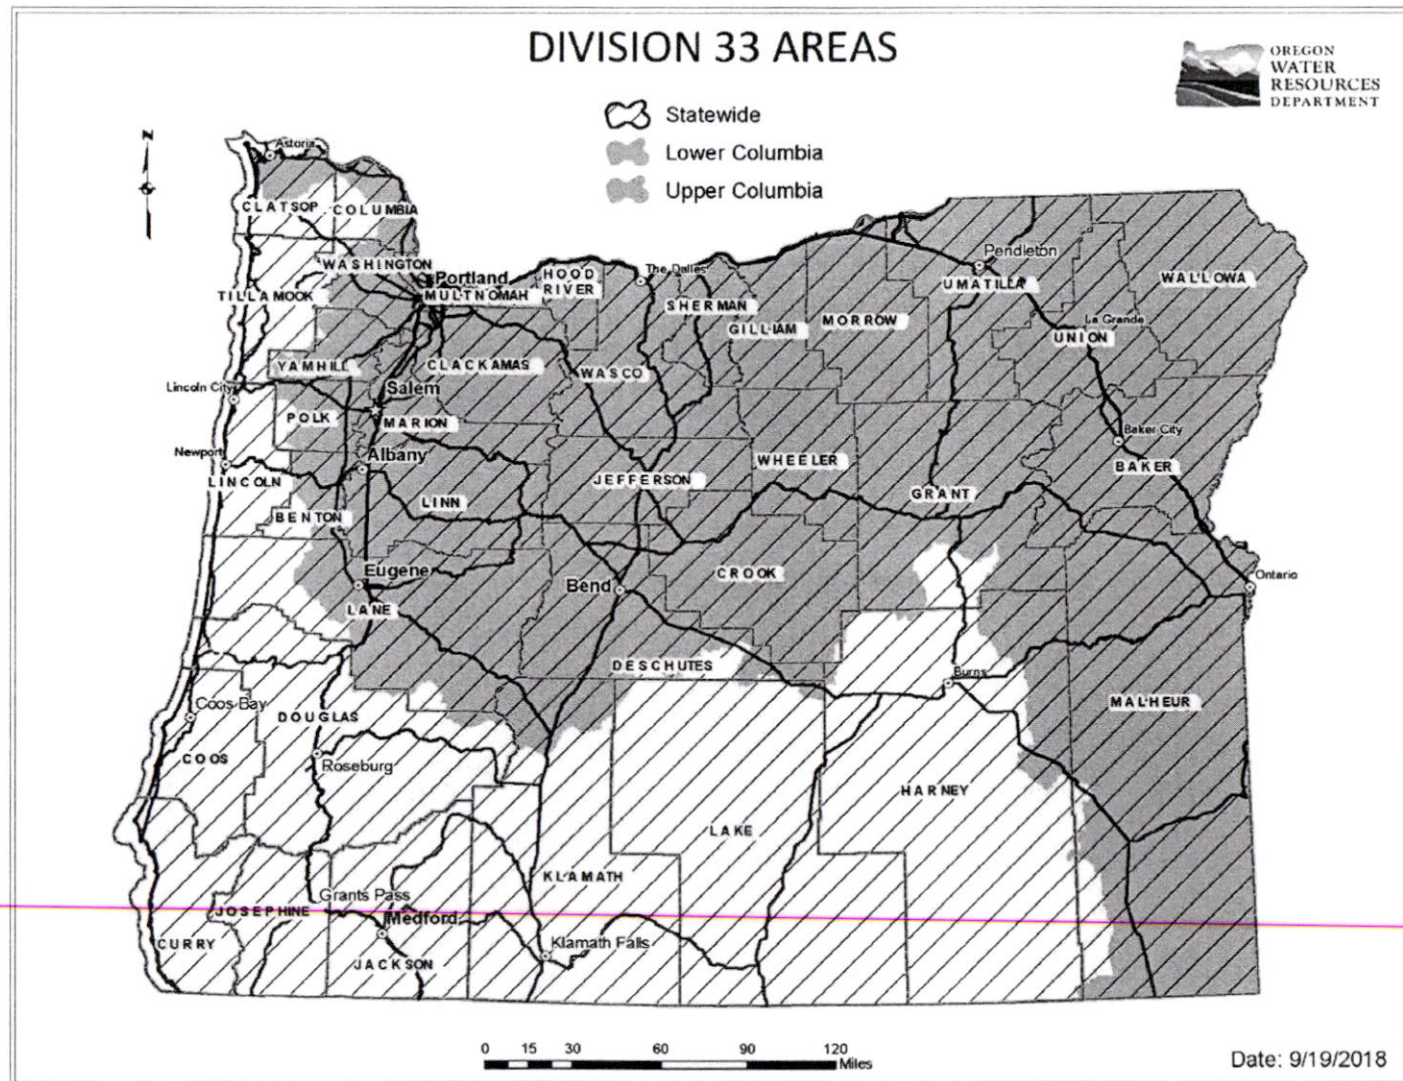 DIVISION 33 AREAS
OREGON
WATER
RESOURCES
DEPARTMENT
Statewide
Lower Columbia
Upper Columbia
N
Astoria
CLATSOP
COLUMBIA
WASHINGTON
Portland
HOOD
RIVER
The Dalles
Pendleton
WALLOWA
TILLAMOOK
MULTNOMAH
SHERMAN
UMATILLA
GILLIAM
MORROW
La Grande
UNION
YAMHILL
CLACKAMAS
WASCO
Lincoln City
Salem
POLK
MARION
Baker City
Newport
Albany
WHEELER
BAKER
LINCOLN
JEFFERSON
LINN
GRANT
BENTON
Eugene
Bend
CROOK
Ontario
LANE
DESCHUTES
Burns
MALHEUR
Coos Bay
DOUGLAS
COOS
Roseburg
HARNEY
LAKE
KLAMATH
Grants Pass
JOSEPHINE
Medford
CURRY
Klamath Falls
JACKSON
0 15 30 60 90 120
Miles
Date: 9/19/2018